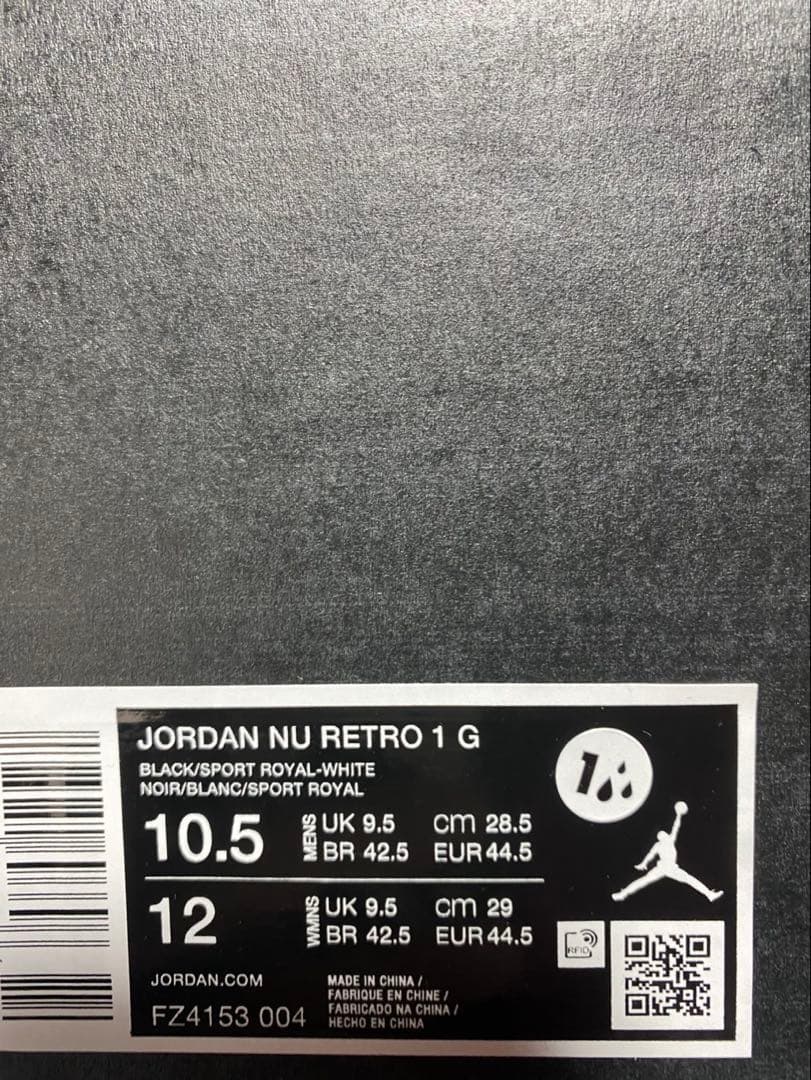 JORDAN NU RETRO 1 G
BLACK/SPORT ROYAL-WHITE
NOIR/BLANC/SPORT ROYAL
10.5 MENS UK 9.5 cm 28.5
BR 42.5 EUR 44.5
12 WMNS UK 9.5 cm 29
BR 42.5 EUR 44.5
RFID
JORDAN.COM
FZ4153 004
MADE IN CHINA /
FABRIQUE EN CHINE /
FABRICADO NA CHINA /
HECHO EN CHINA
1